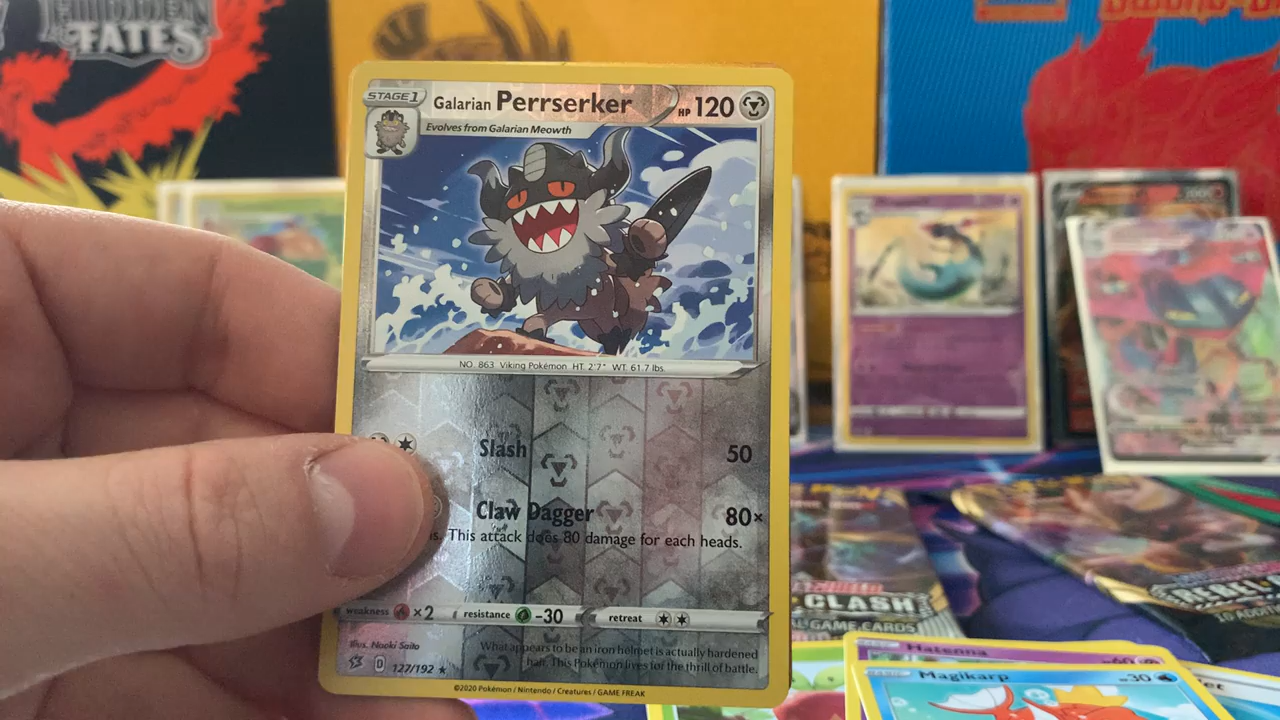 HIDDEN
FATES
STAGE 1
Galarian Perrserker
HP 120
Evolves from Galarian Meowth
NO. 863 Viking Pokémon HT. 2'7" WT. 61.7 lbs.
Slash 50
Claw Dagger 80×
This attack does 80 damage for each heads.
weakness ×2 resistance -30 retreat
Illus. Naoki Saito
What appears to be an iron helmet is actually hardened
hair. This Pokémon lives for the thrill of battle.
D 127/192 ★
©2020 Pokémon / Nintendo / Creatures / GAME FREAK
CLASH
GAME CARDS
Hatenna
Magikarp
30